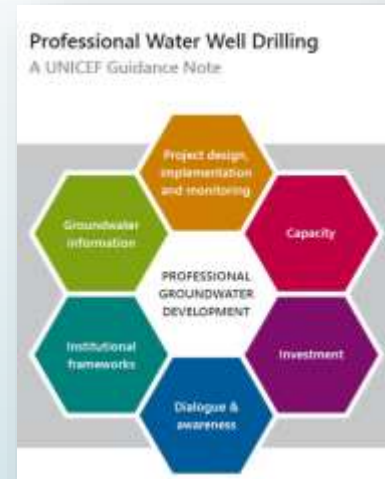 Professional Water Well Drilling
A UNICEF Guidance Note
Project design,
implementation
and monitoring
Groundwater
information
Capacity
PROFESSIONAL
GROUNDWATER
DEVELOPMENT
Institutional
frameworks
Investment
Dialogue &
awareness